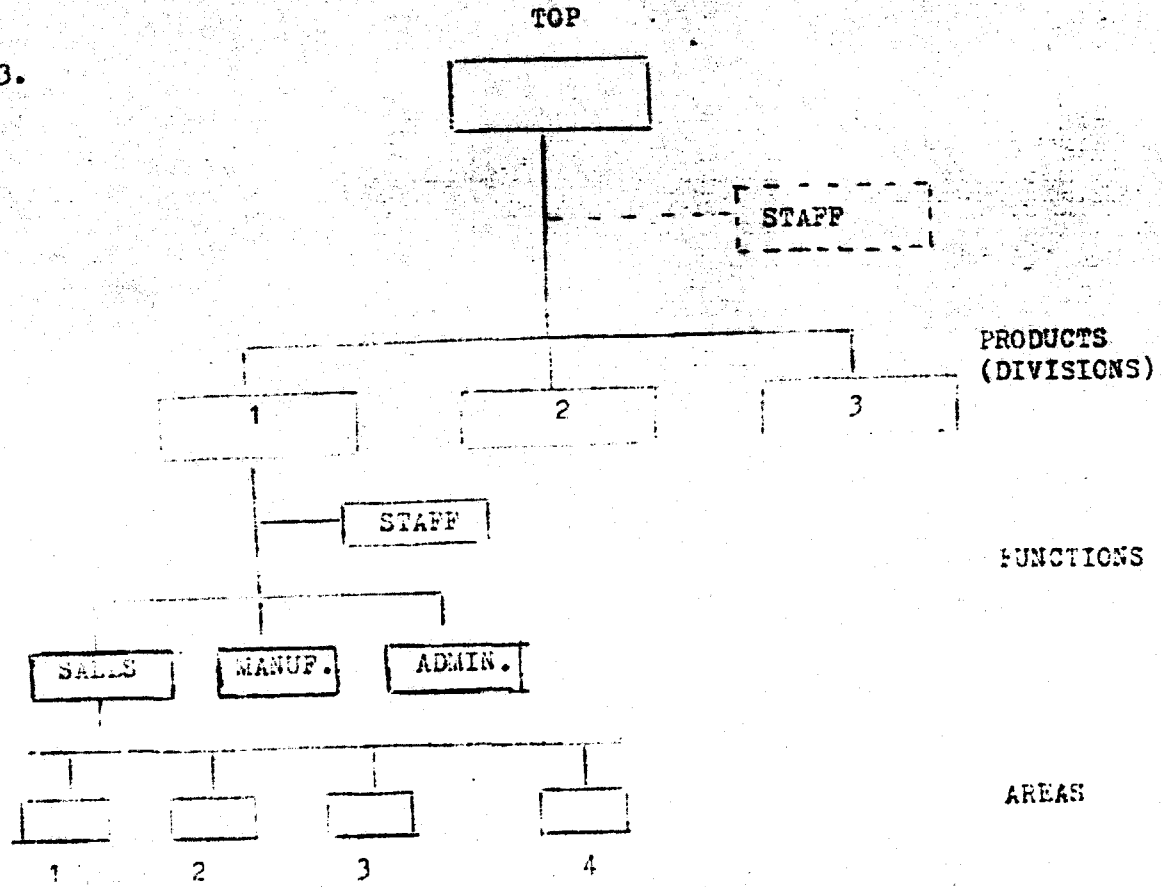 TOP
3.
STAFF
PRODUCTS
(DIVISIONS)
1 2 3
STAFF
FUNCTIONS
SALES MANUF. ADMIN.
AREAS
1 2 3 4